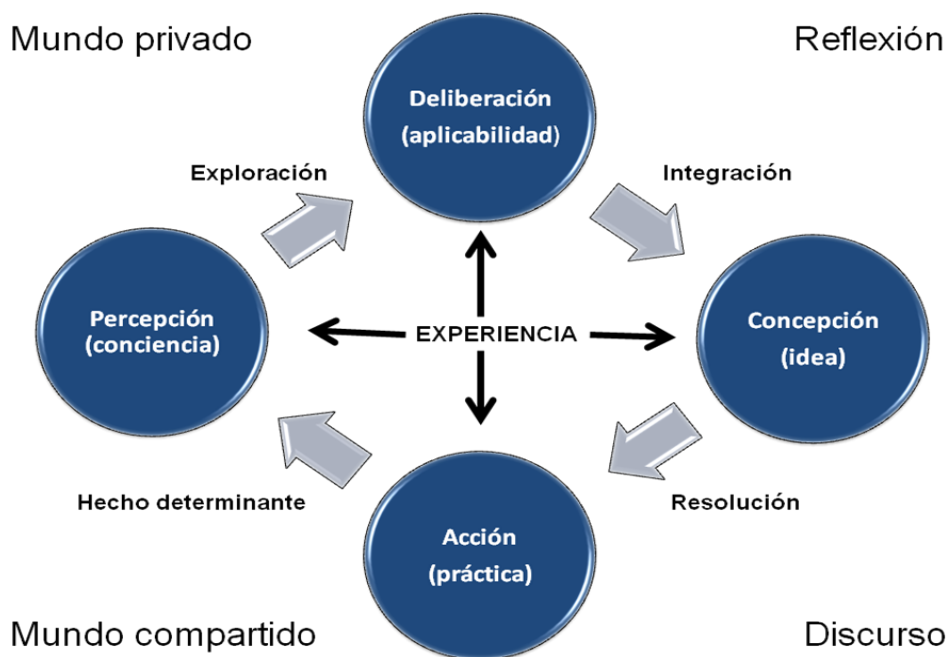 Mundo privado
Reflexión
Deliberación
(aplicabilidad)
Exploración
Integración
Percepción
(conciencia)
EXPERIENCIA
Concepción
(idea)
Hecho determinante
Resolución
Acción
(práctica)
Mundo compartido
Discurso